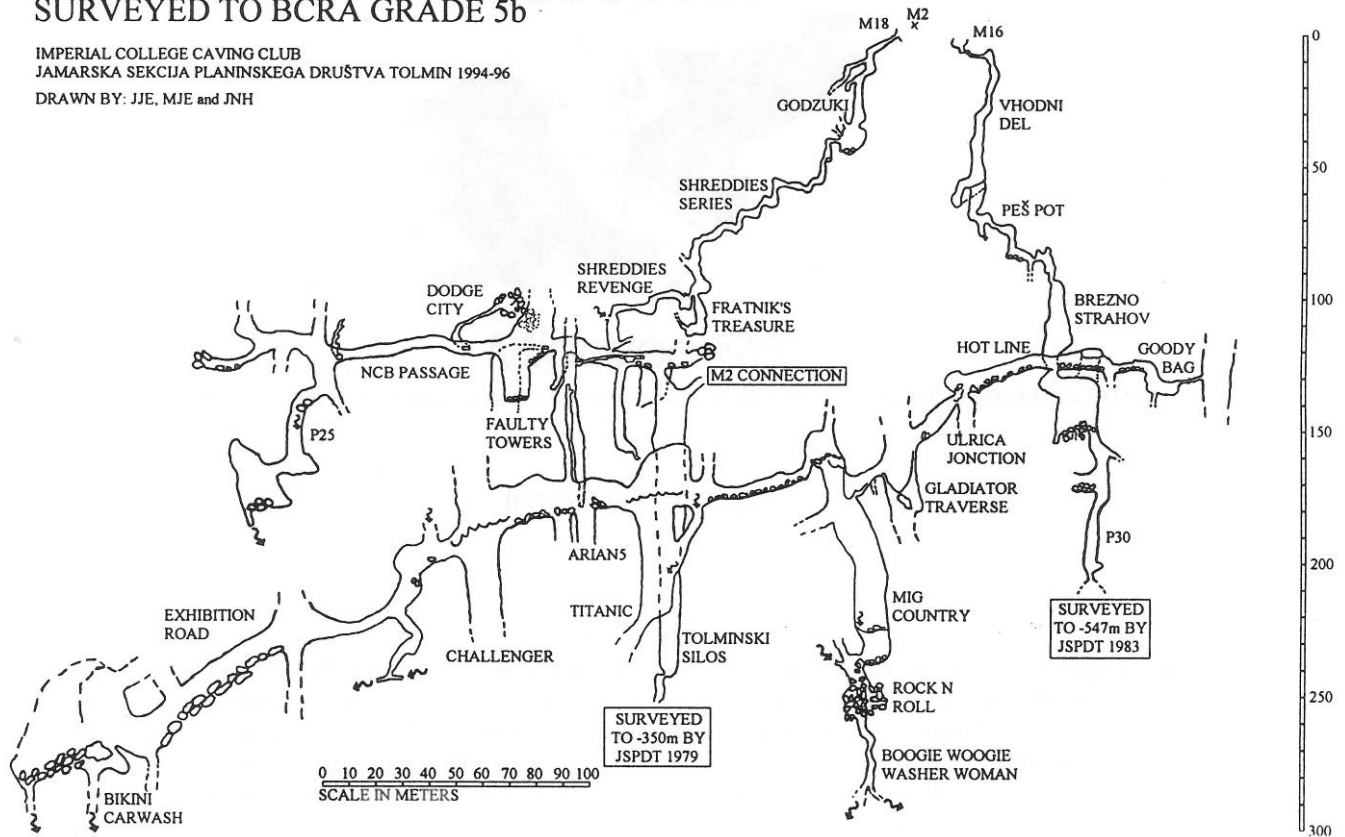 SURVEYED TO BCRA GRADE 5b
IMPERIAL COLLEGE CAVING CLUB
JAMARSKA SEKCIJA PLANINSKEGA DRUŠTVA TOLMIN 1994-96
DRAWN BY: JJE, MJE and JNH
M18
M2
x
M16
0
GODZUKI
VHODNI
DEL
50
SHREDDIES
SERIES
PEŠ POT
SHREDDIES
REVENGE
DODGE
CITY
100
FRATNIK'S
TREASURE
BREZNO
STRAHOV
HOT LINE
GOODY
BAG
NCB PASSAGE
M2 CONNECTION
P25
FAULTY
TOWERS
150
ULRICA
JONCTION
GLADIATOR
TRAVERSE
P30
ARIAN5
200
EXHIBITION
ROAD
TITANIC
MIG
COUNTRY
SURVEYED
TO -547m BY
JSPDT 1983
CHALLENGER
TOLMINSKI
SILOS
ROCK N
ROLL
250
SURVEYED
TO -350m BY
JSPDT 1979
BOOGIE WOOGIE
WASHER WOMAN
0 10 20 30 40 50 60 70 80 90 100
SCALE IN METERS
BIKINI
CARWASH
300